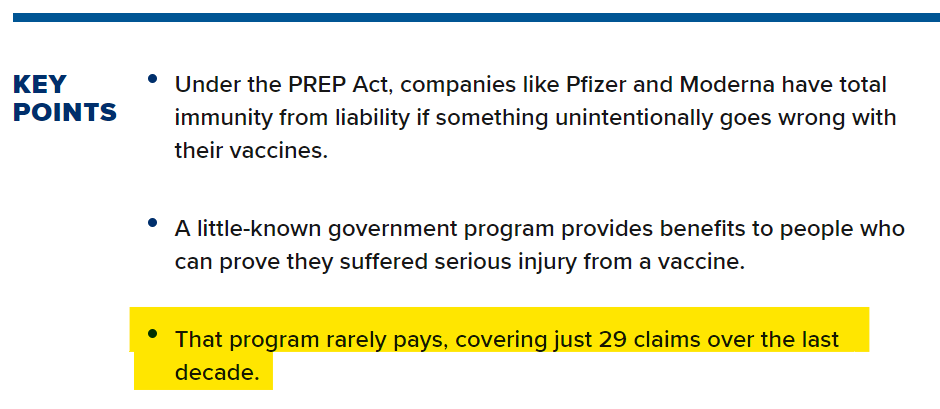 KEY
POINTS
• Under the PREP Act, companies like Pfizer and Moderna have total
immunity from liability if something unintentionally goes wrong with
their vaccines.
• A little-known government program provides benefits to people who
can prove they suffered serious injury from a vaccine.
• That program rarely pays, covering just 29 claims over the last
decade.